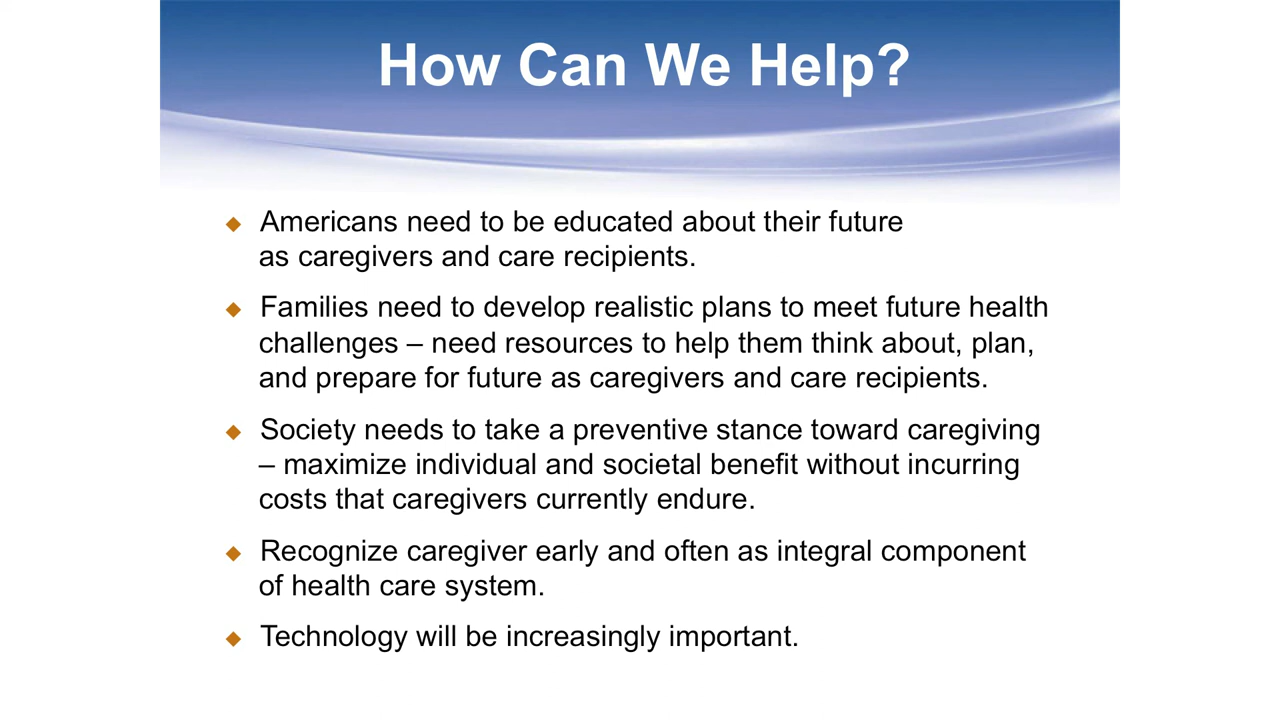 How Can We Help?
◆ Americans need to be educated about their future
as caregivers and care recipients.
◆ Families need to develop realistic plans to meet future health
challenges – need resources to help them think about, plan,
and prepare for future as caregivers and care recipients.
◆ Society needs to take a preventive stance toward caregiving
– maximize individual and societal benefit without incurring
costs that caregivers currently endure.
◆ Recognize caregiver early and often as integral component
of health care system.
◆ Technology will be increasingly important.